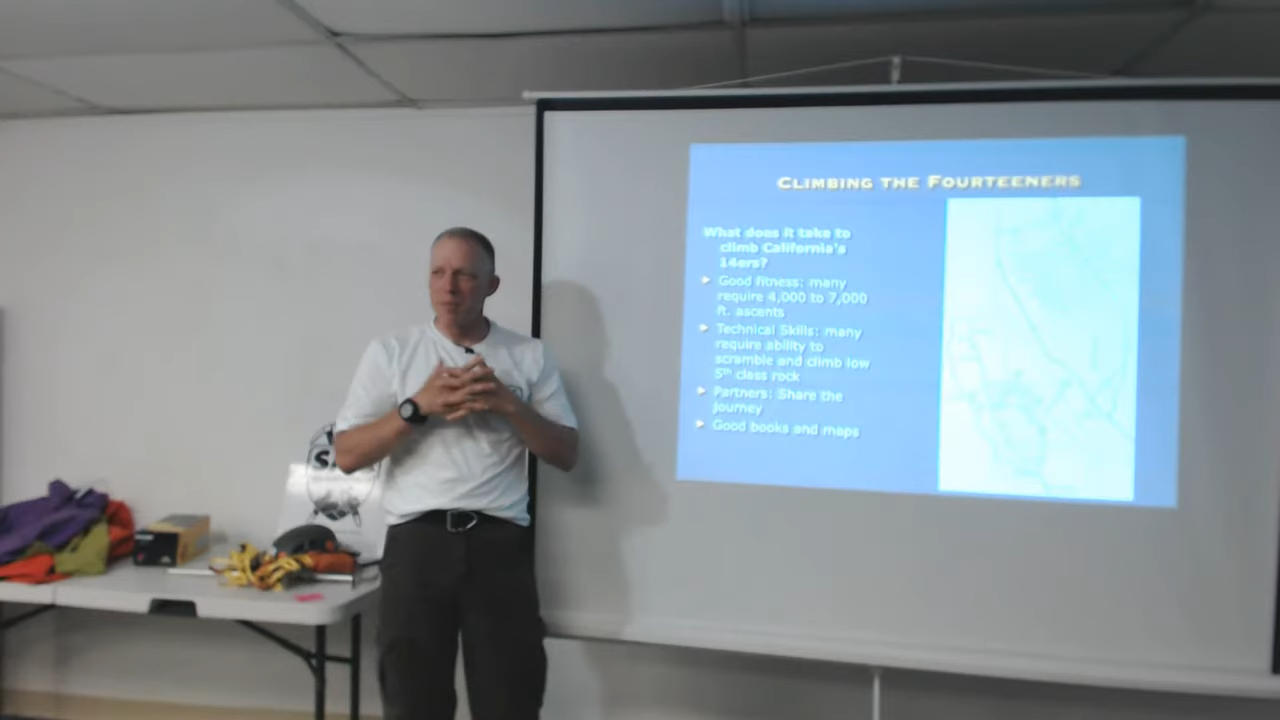 CLIMBING THE FOURTEENERS
What does it take to
climb California's
14ers?
Good fitness: many
require 4,000 to 7,000
ft. ascents
Technical Skills: many
require ability to
scramble and climb low
5th class rock
Partners: Share the
journey
Good books and maps